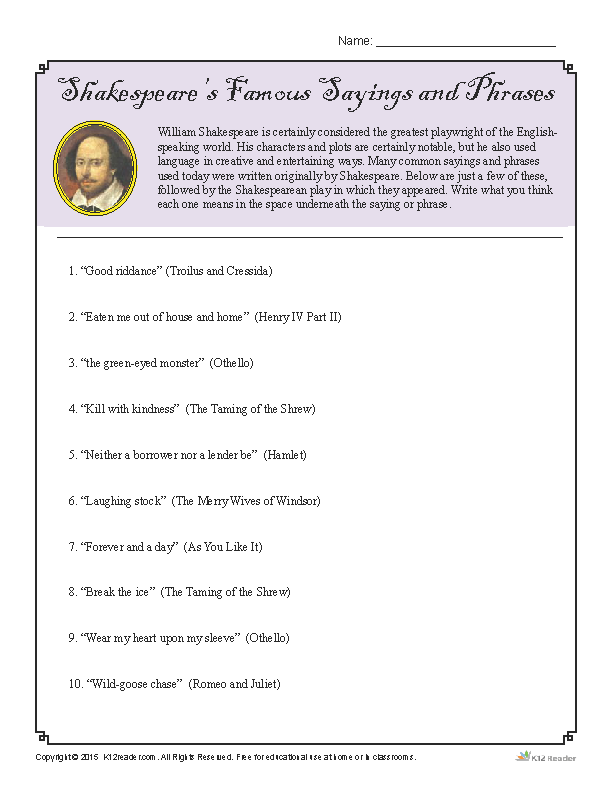 Name: ____________________________
Shakespeare's Famous Sayings and Phrases
William Shakespeare is certainly considered the greatest playwright of the English-
speaking world. His characters and plots are certainly notable, but he also used
language in creative and entertaining ways. Many common sayings and phrases
used today were written originally by Shakespeare. Below are just a few of these,
followed by the Shakespearean play in which they appeared. Write what you think
each one means in the space underneath the saying or phrase.
1. “Good riddance” (Troilus and Cressida)
2. “Eaten me out of house and home” (Henry IV Part II)
3. “the green-eyed monster” (Othello)
4. “Kill with kindness” (The Taming of the Shrew)
5. “Neither a borrower nor a lender be” (Hamlet)
6. “Laughing stock” (The Merry Wives of Windsor)
7. “Forever and a day” (As You Like It)
8. “Break the ice” (The Taming of the Shrew)
9. “Wear my heart upon my sleeve” (Othello)
10. “Wild-goose chase” (Romeo and Juliet)
Copyright © 2015 K12reader.com. All Rights Reserved. Free for educational use at home or in classrooms.
K12 Reader